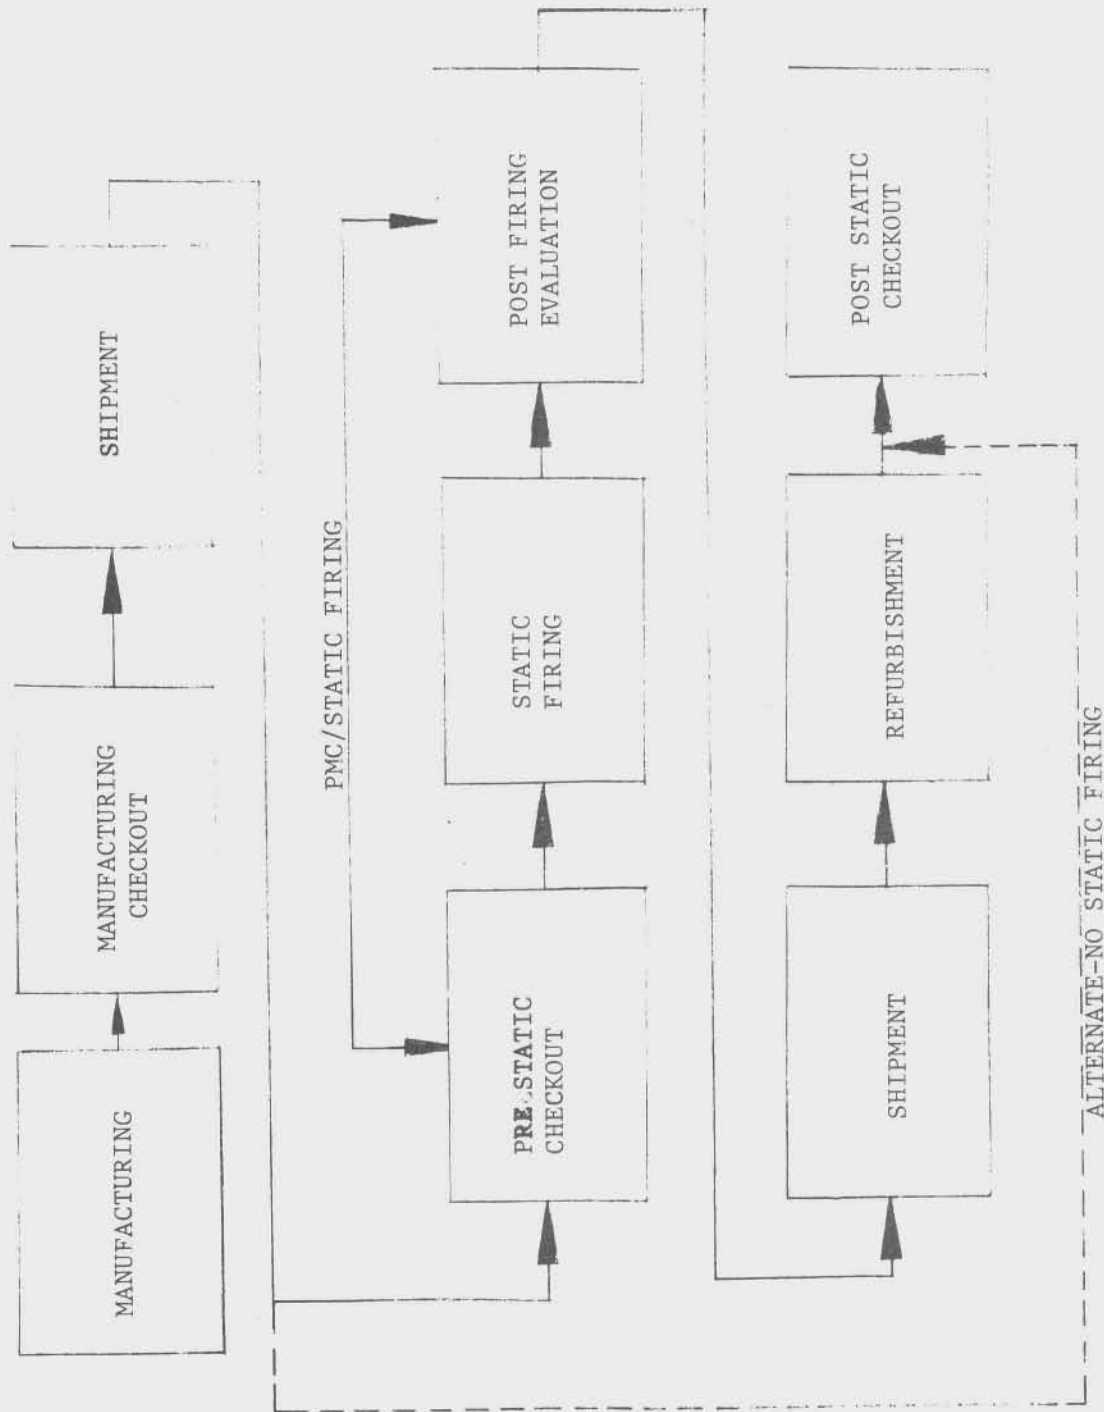 MANUFACTURING
MANUFACTURING
CHECKOUT
SHIPMENT
PMC/STATIC FIRING
PRE-STATIC
CHECKOUT
STATIC
FIRING
POST FIRING
EVALUATION
SHIPMENT
REFURBISHMENT
POST STATIC
CHECKOUT
ALTERNATE-NO STATIC FIRING